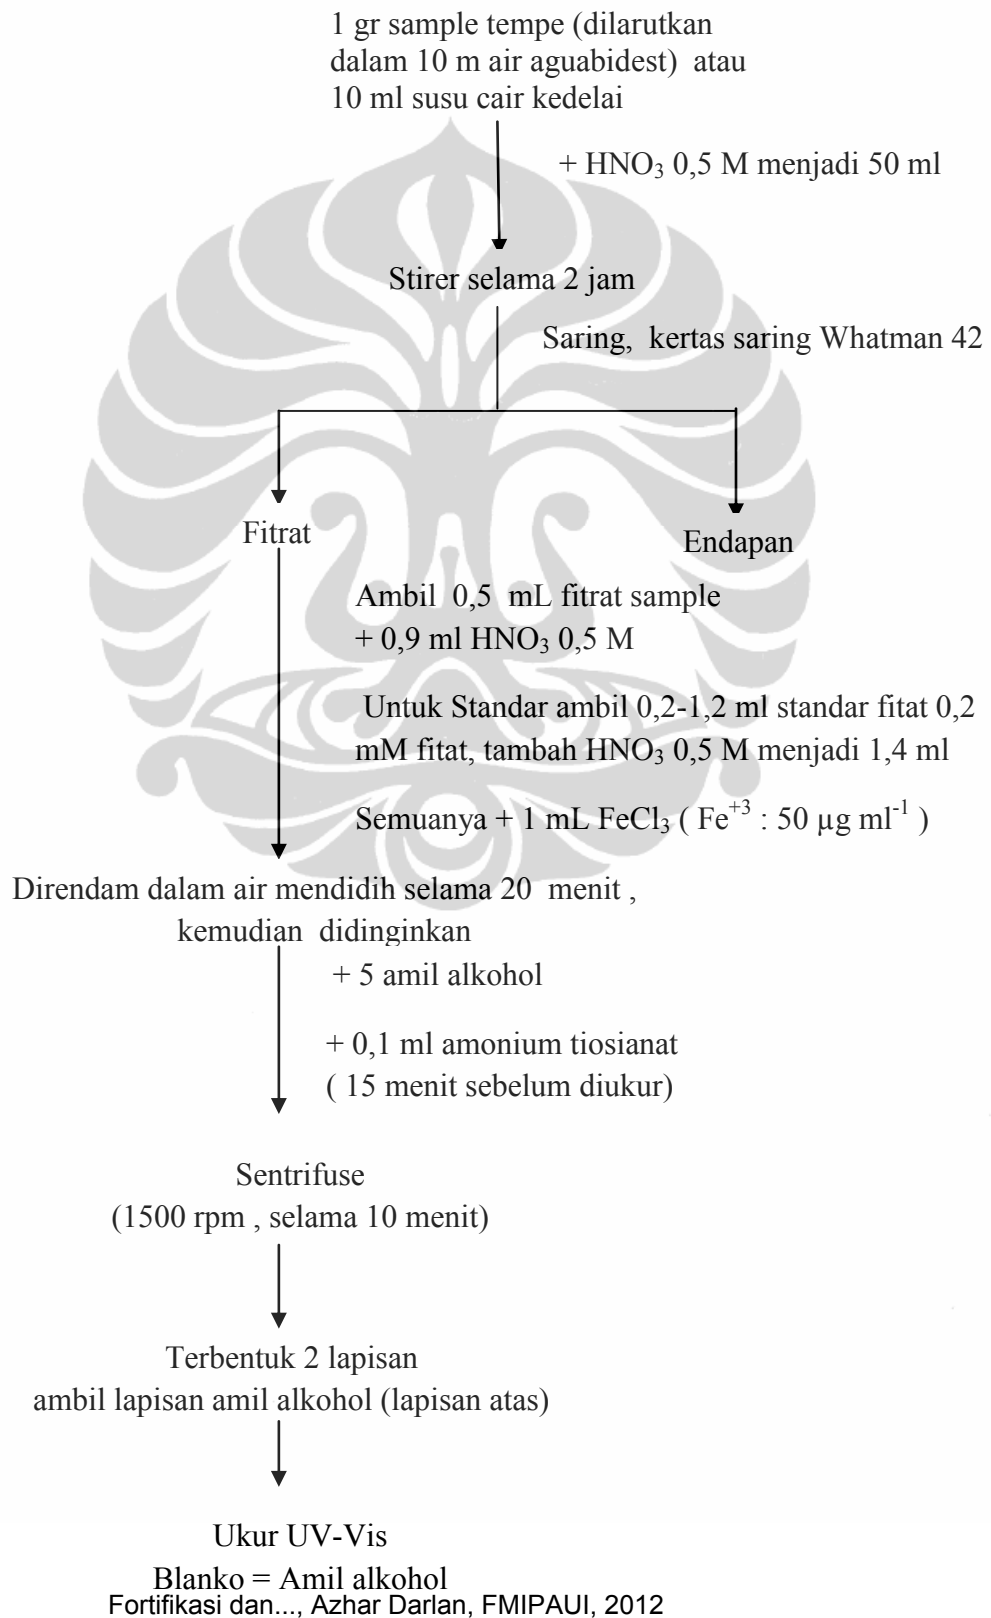 1 gr sample tempe (dilarutkan
dalam 10 m air aguabidest)  atau
10 ml susu cair kedelai
+ HNO₃ 0,5 M menjadi 50 ml
Stirer selama 2 jam
Saring,  kertas saring Whatman 42
Fitrat
Endapan
Ambil  0,5  mL fitrat sample
+ 0,9 ml HNO₃ 0,5 M
Untuk Standar ambil 0,2-1,2 ml standar fitat 0,2
mM fitat, tambah HNO₃ 0,5 M menjadi 1,4 ml
Semuanya + 1 mL FeCl₃ ( Fe⁺³ : 50 µg ml⁻¹ )
Direndam dalam air mendidih selama 20  menit ,
kemudian  didinginkan
+ 5 amil alkohol
+ 0,1 ml amonium tiosianat
( 15 menit sebelum diukur)
Sentrifuse
(1500 rpm , selama 10 menit)
Terbentuk 2 lapisan
ambil lapisan amil alkohol (lapisan atas)
Ukur UV-Vis
Blanko = Amil alkohol
Fortifikasi dan..., Azhar Darlan, FMIPAUI, 2012